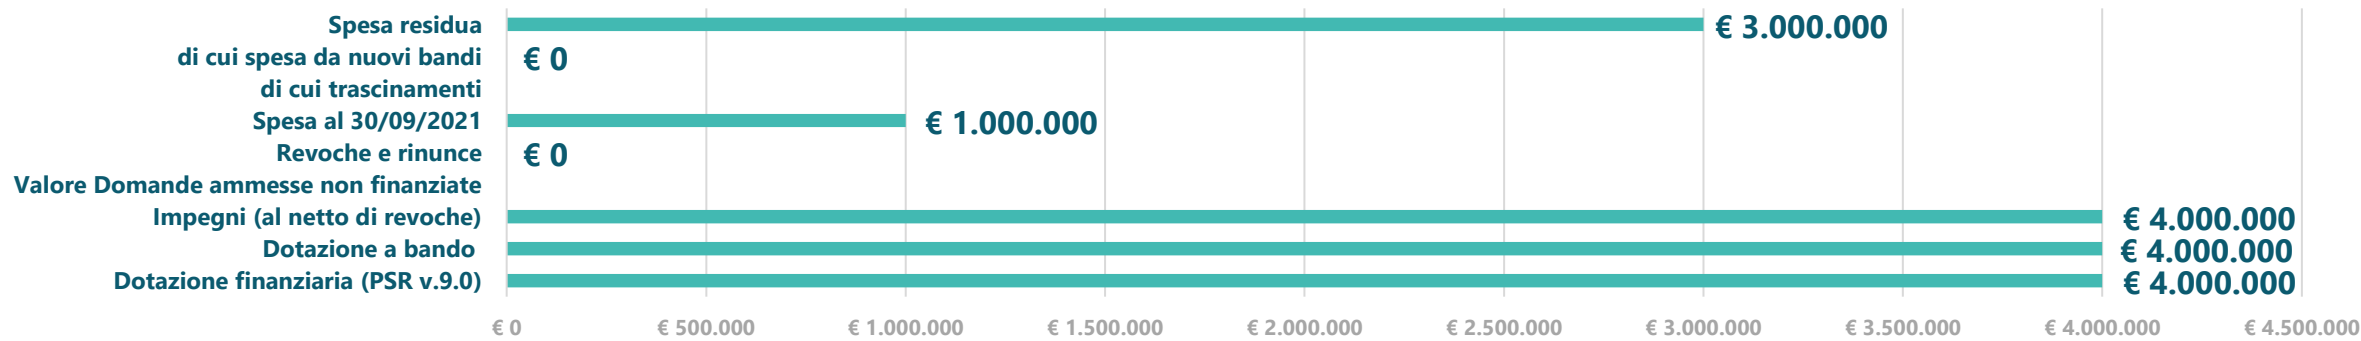 Spesa residua € 3.000.000
di cui spesa da nuovi bandi € 0
di cui trascinamenti
Spesa al 30/09/2021 € 1.000.000
Revoche e rinunce € 0
Valore Domande ammesse non finanziate
Impegni (al netto di revoche) € 4.000.000
Dotazione a bando € 4.000.000
Dotazione finanziaria (PSR v.9.0) € 4.000.000
€ 0 € 500.000 € 1.000.000 € 1.500.000 € 2.000.000 € 2.500.000 € 3.000.000 € 3.500.000 € 4.000.000 € 4.500.000